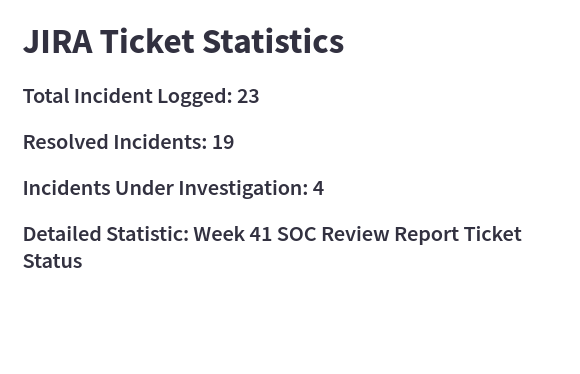 JIRA Ticket Statistics
Total Incident Logged: 23
Resolved Incidents: 19
Incidents Under Investigation: 4
Detailed Statistic: Week 41 SOC Review Report Ticket
Status